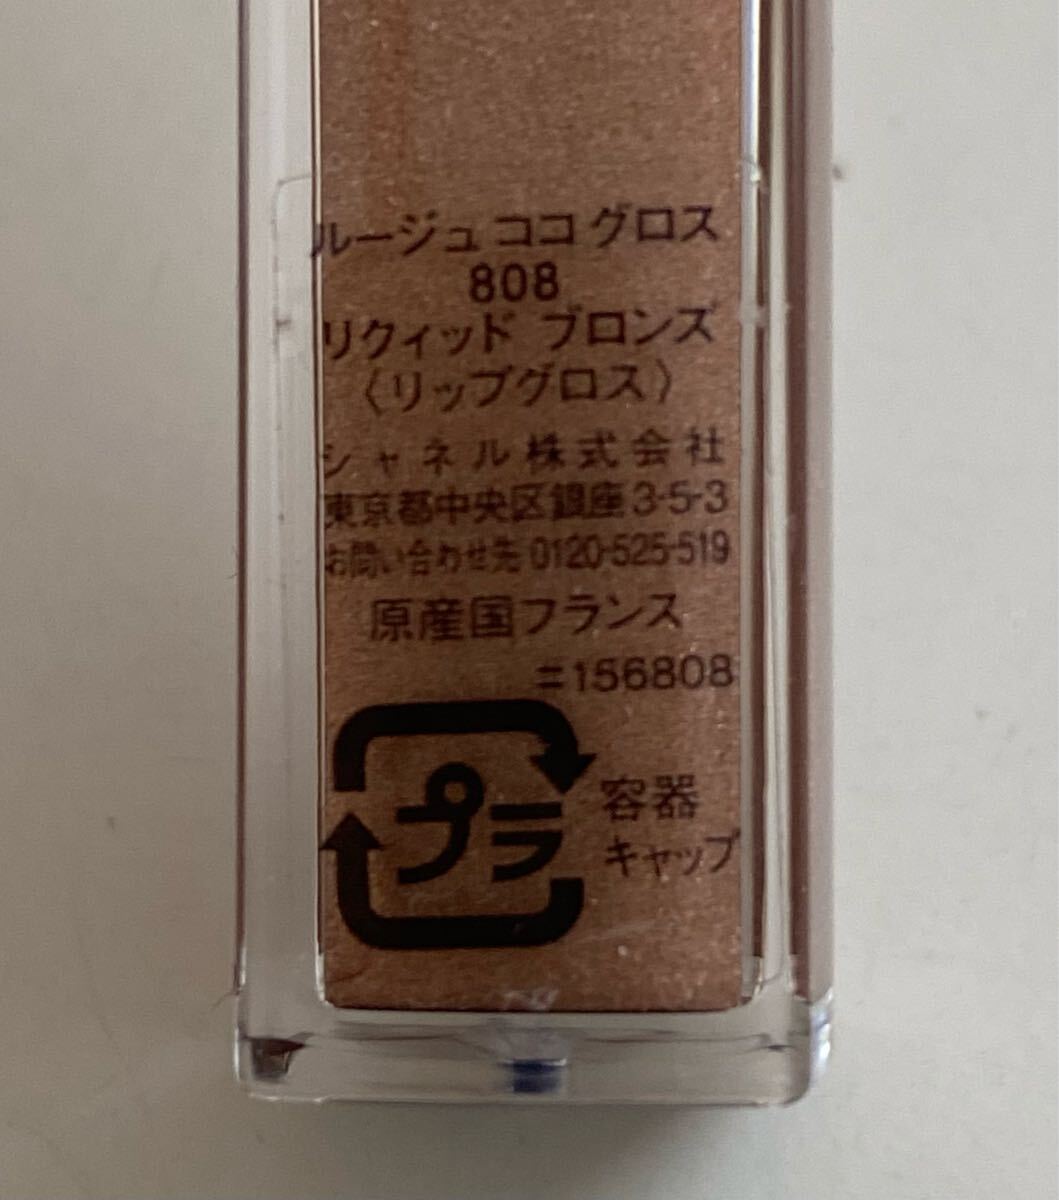 ルージュ ココ グロス
808
リクィッド ブロンズ
〈リップグロス〉
シャネル株式会社
東京都中央区銀座3-5-3
お問い合わせ先 0120-525-519
原産国フランス
=156808
プラ
容器
キャップ